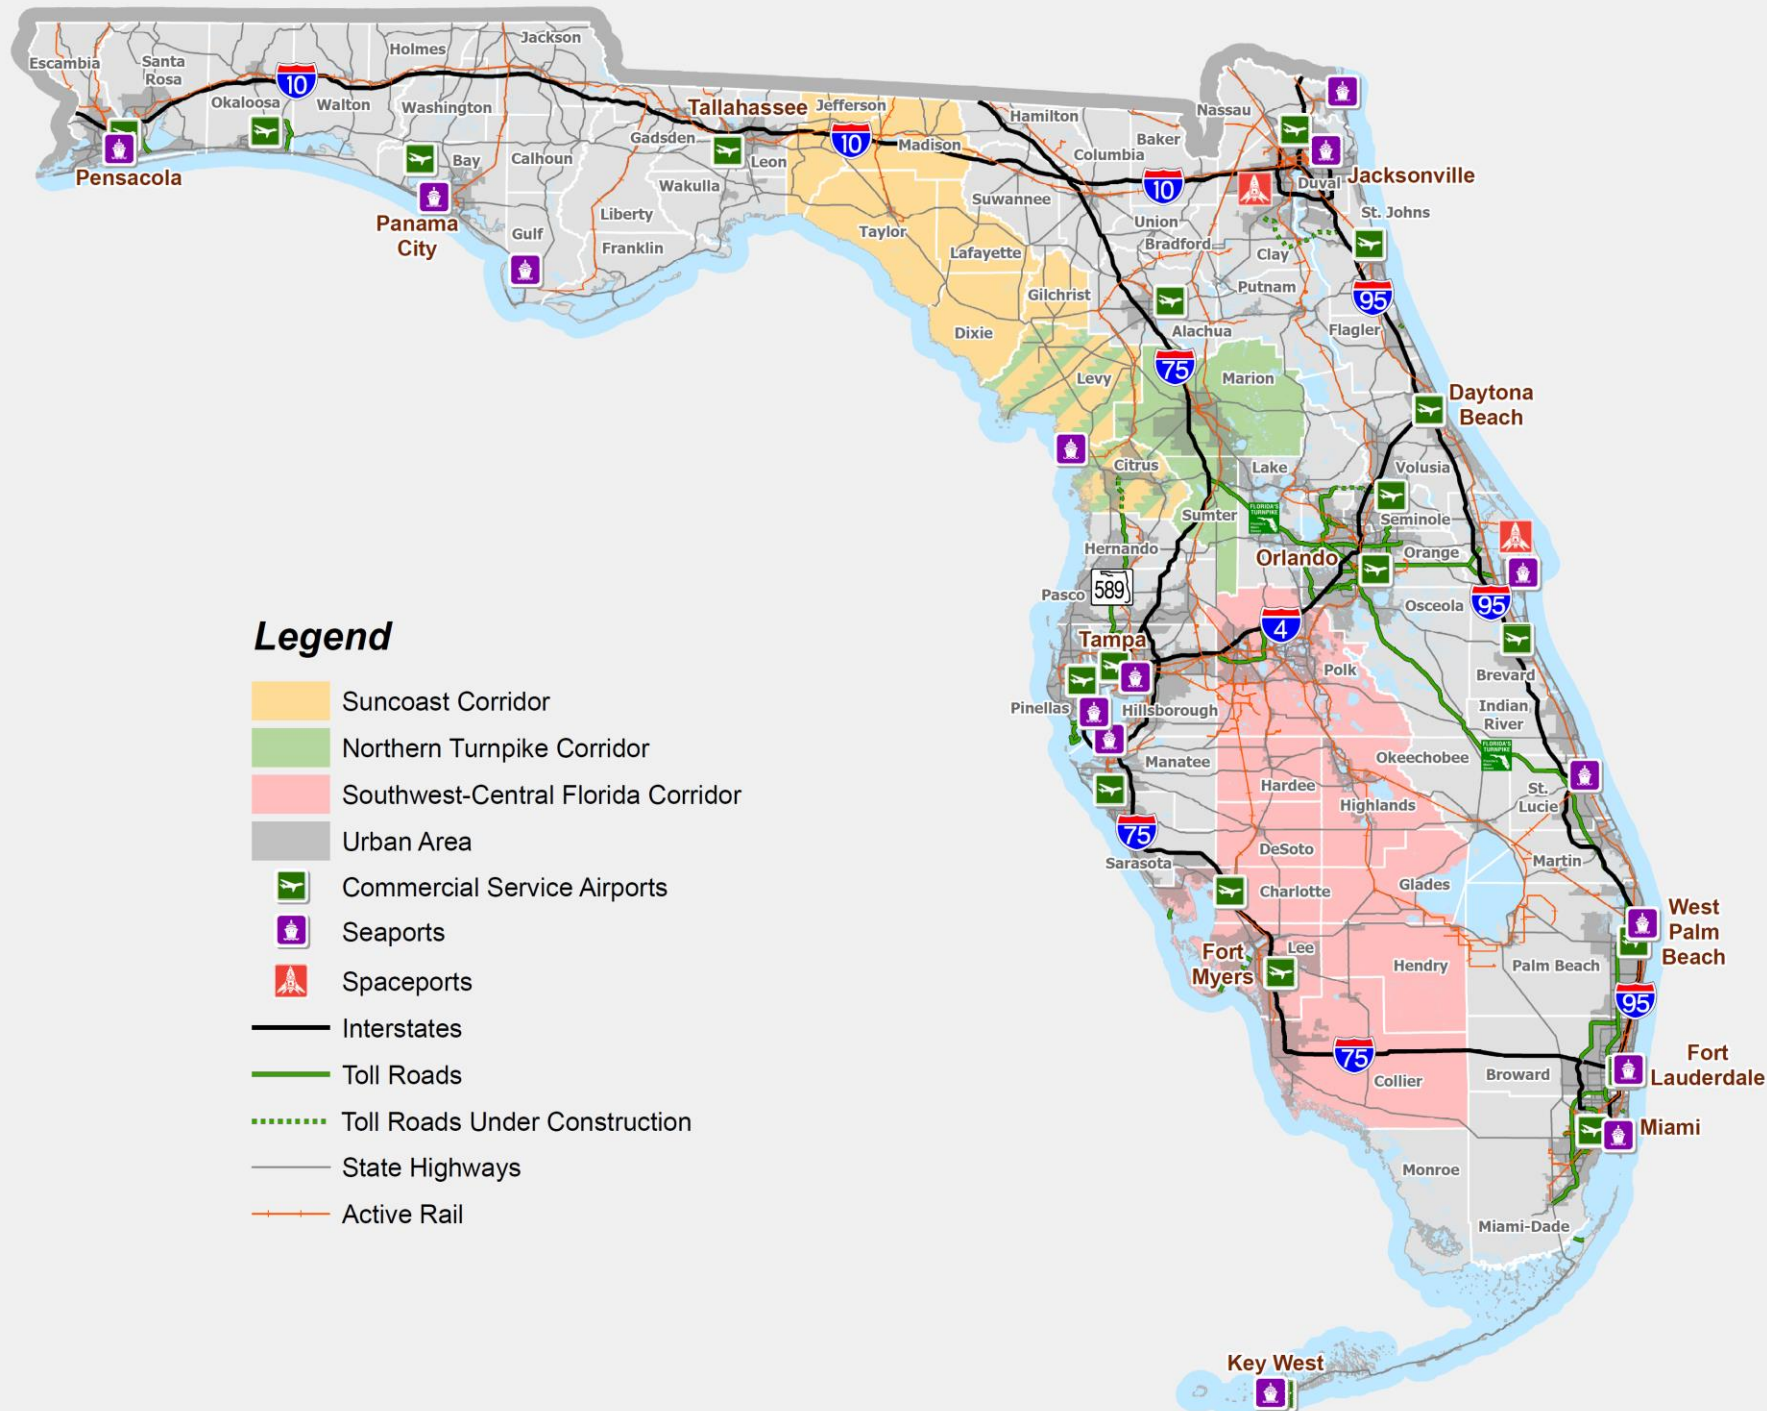 Escambia
Santa
Rosa
Okaloosa
10
Walton
Holmes
Washington
Jackson
Bay
Calhoun
Gulf
Liberty
Franklin
Gadsden
Tallahassee
Leon
Wakulla
Jefferson
10
Madison
Taylor
Lafayette
Hamilton
Suwannee
Columbia
Baker
Nassau
10
Union
Bradford
Duval
Jacksonville
St. Johns
Clay
Putnam
95
Flagler
Gilchrist
Dixie
Alachua
Levy
75
Marion
Pensacola
Panama
City
Daytona
Beach
Citrus
Lake
Volusia
Sumter
FLORIDA'S
TURNPIKE
Seminole
Hernando
Orlando
Orange
Pasco
589
Osceola
95
4
Tampa
Polk
Brevard
Pinellas
Hillsborough
Indian
River
Manatee
Okeechobee
FLORIDA'S
TURNPIKE
Hardee
Highlands
St.
Lucie
75
Sarasota
DeSoto
Martin
Charlotte
Glades
West
Palm
Beach
Fort
Myers
Lee
Hendry
Palm Beach
95
75
Collier
Broward
Fort
Lauderdale
Miami
Monroe
Miami-Dade
Key West
Legend
Suncoast Corridor
Northern Turnpike Corridor
Southwest-Central Florida Corridor
Urban Area
Commercial Service Airports
Seaports
Spaceports
Interstates
Toll Roads
Toll Roads Under Construction
State Highways
Active Rail